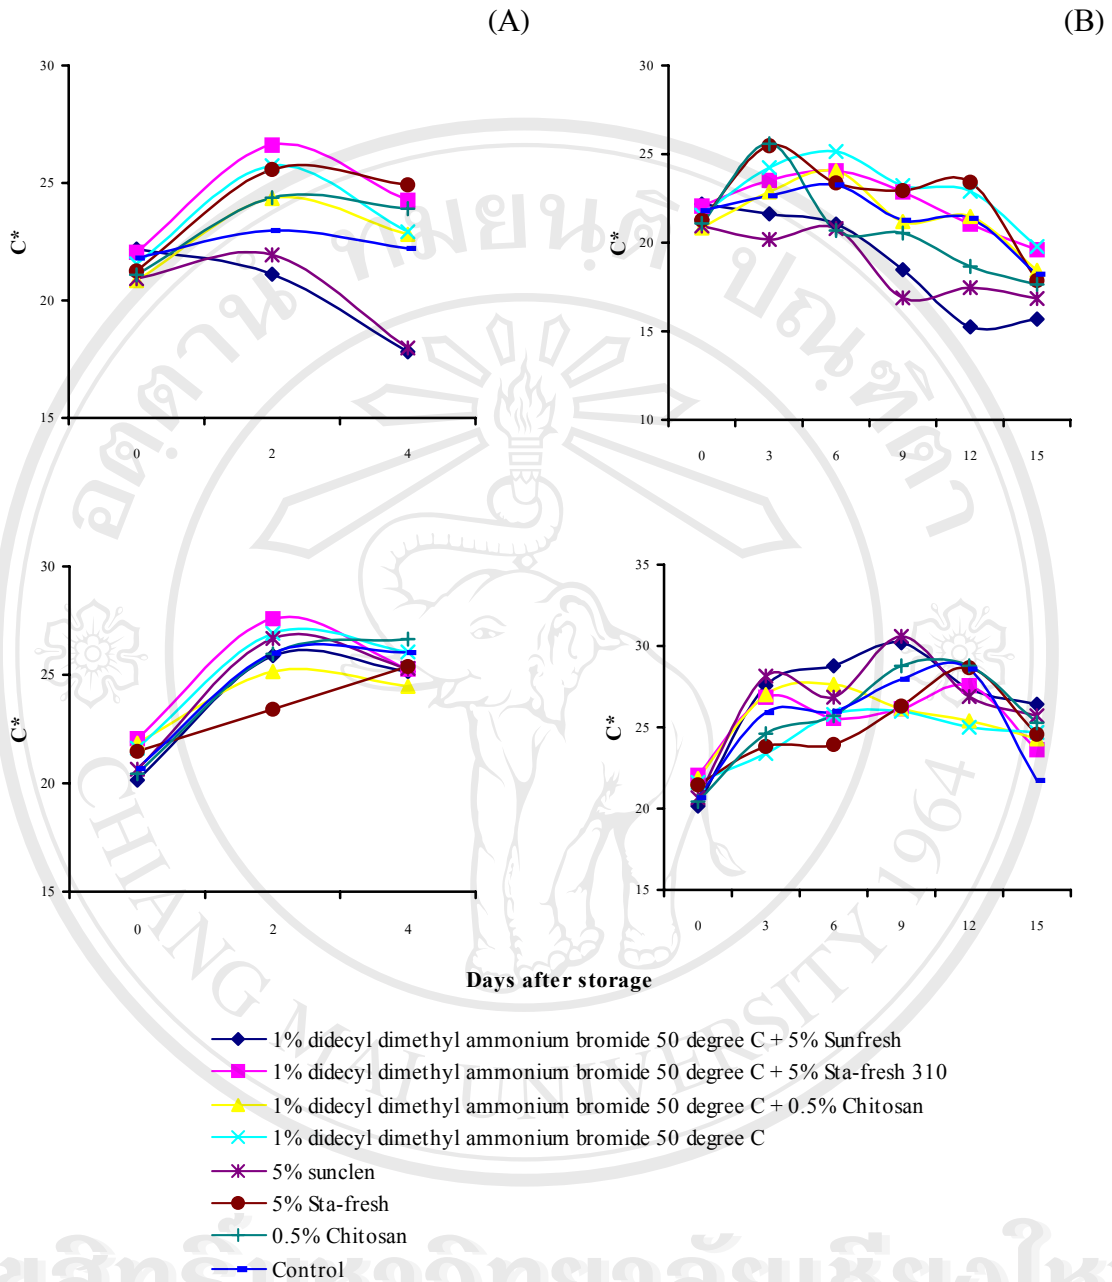 (A) (B)
30
25
20
15
C*
0 2 4
30
25
20
15
10
C*
0 3 6 9 12 15
30
25
20
15
C*
0 2 4
35
30
25
20
15
C*
0 3 6 9 12 15
Days after storage
1% didecyl dimethyl ammonium bromide 50 degree C + 5% Sunfresh
1% didecyl dimethyl ammonium bromide 50 degree C + 5% Sta-fresh 310
1% didecyl dimethyl ammonium bromide 50 degree C + 0.5% Chitosan
1% didecyl dimethyl ammonium bromide 50 degree C
5% sunclen
5% Sta-fresh
0.5% Chitosan
Control
CHIANG MAI UNIVERSITY 1964